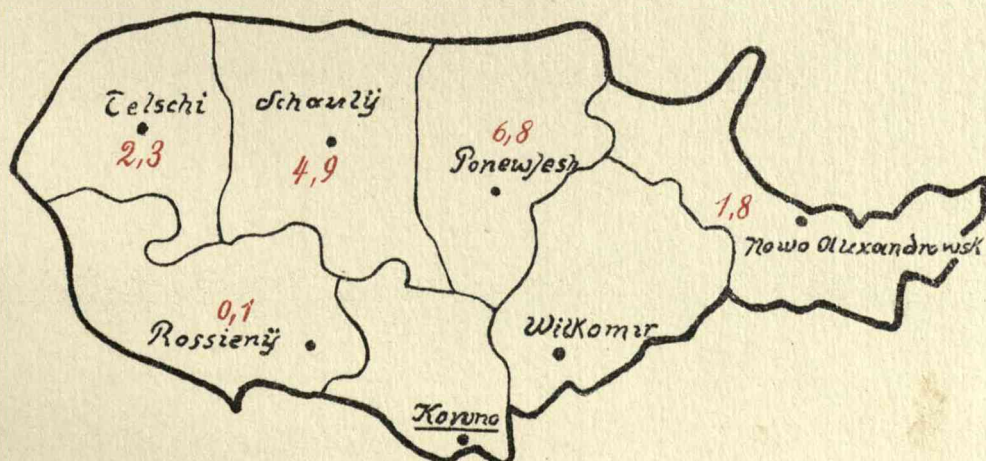 Telschi
2,3
Schaulÿ
4,9
6,8
Ponewjesh
1,8
Nowo Alexandrowsk
0,1
Rossienÿ
Wilkomir
Kowno